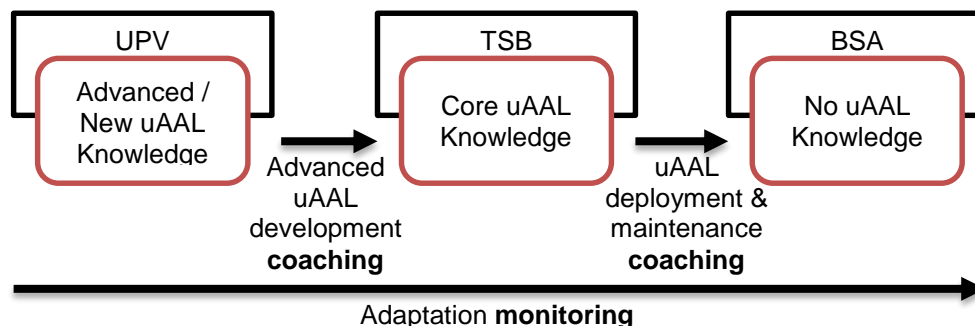 UPV
Advanced /
New uAAL
Knowledge
Advanced
uAAL
development
coaching
TSB
Core uAAL
Knowledge
uAAL
deployment &
maintenance
coaching
BSA
No uAAL
Knowledge
Adaptation monitoring